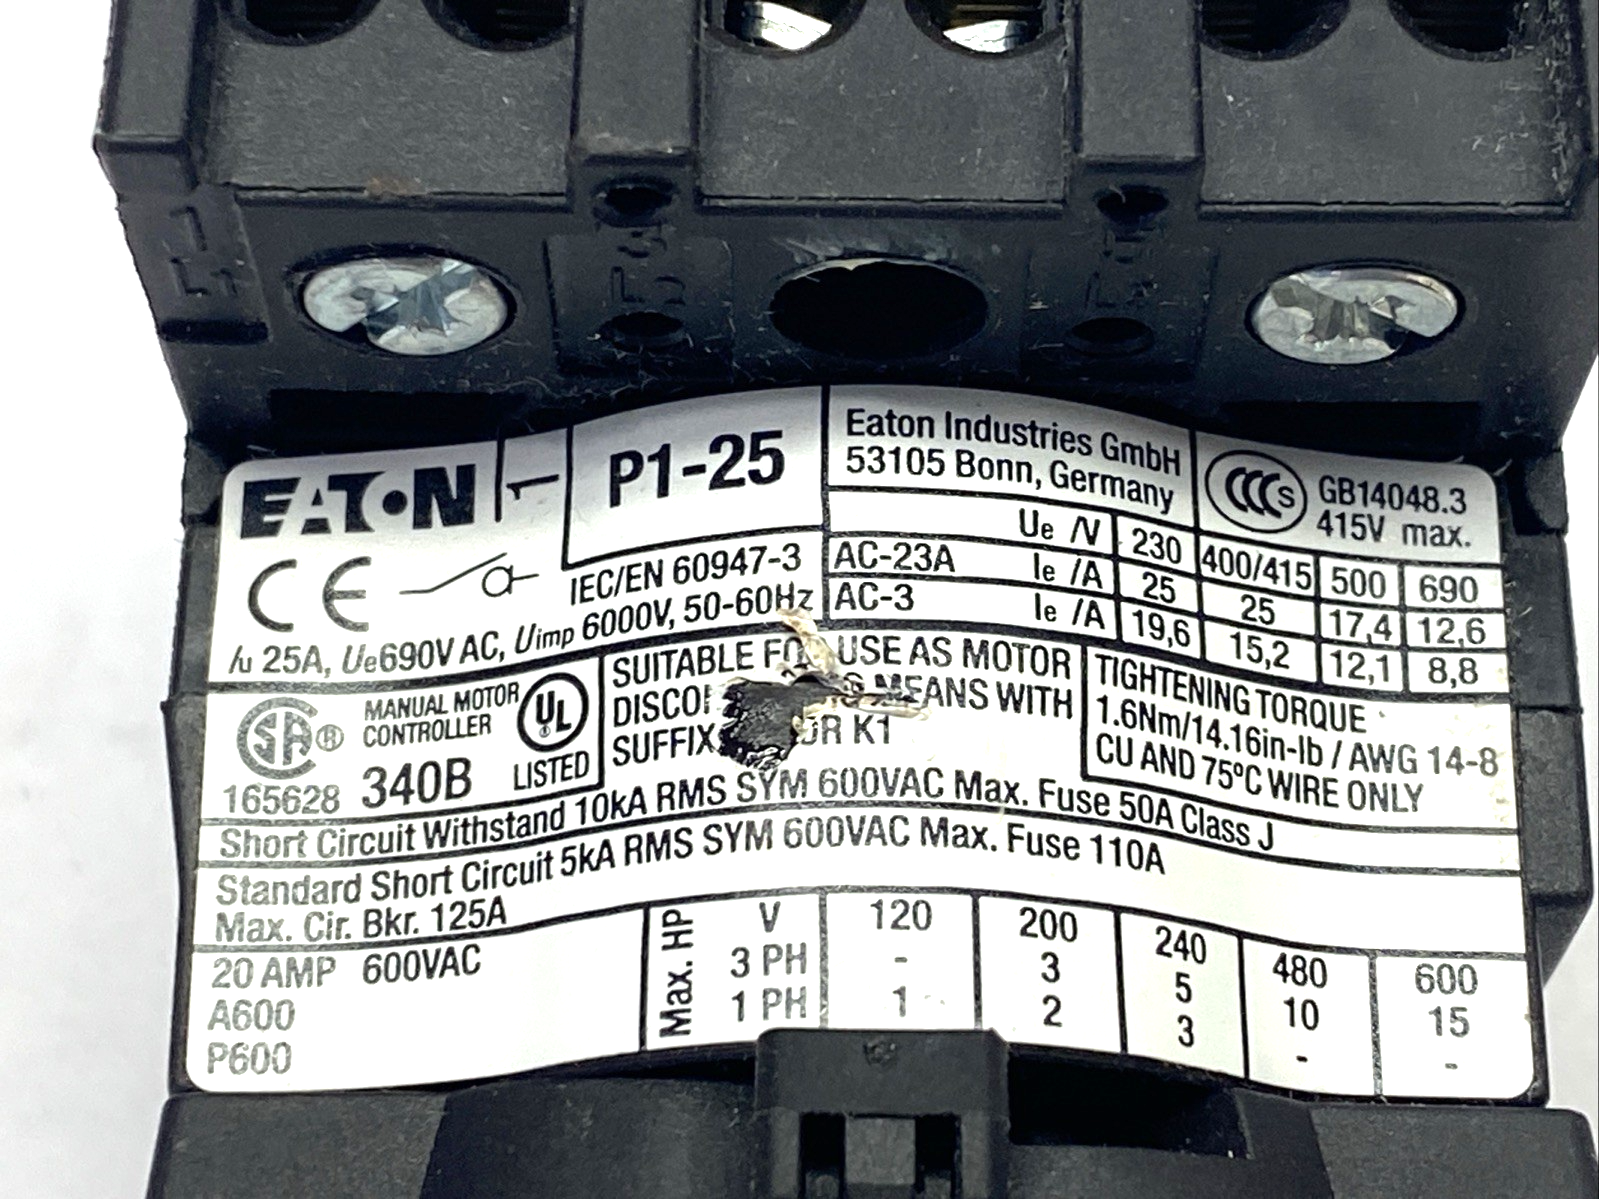 EATON P1-25
Eaton Industries GmbH
53105 Bonn, Germany
CCC S GB14048.3
415V max.
CE IEC/EN 60947-3
Iu 25A, Ue690V AC, Uimp 6000V, 50-60Hz
Ue /V 230 400/415 500 690
AC-23A Ie /A 25 25 17,4 12,6
AC-3 Ie /A 19,6 15,2 12,1 8,8
SA ® MANUAL MOTOR
CONTROLLER
165628 340B
UL
LISTED
SUITABLE USE AS MOTOR
MEANS WITH
SUFFIX OR K1
TIGHTENING TORQUE
1.6Nm/14.16in-lb / AWG 14-8
CU AND 75ºC WIRE ONLY
Short Circuit Withstand 10kA RMS SYM 600VAC Max. Fuse 50A Class J
Standard Short Circuit 5kA RMS SYM 600VAC Max. Fuse 110A
Max. Cir. Bkr. 125A
20 AMP 600VAC
A600
P600
Max. HP
V 120 200 240 480 600
3 PH - 3 5 10 15
1 PH 1 2 3 - -